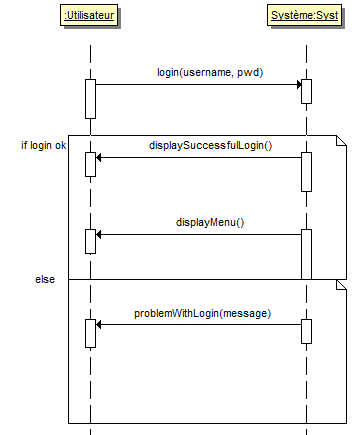 :Utilisateur
Système:Syst
login(username, pwd)
if login ok
displaySuccessfulLogin()
displayMenu()
else
problemWithLogin(message)